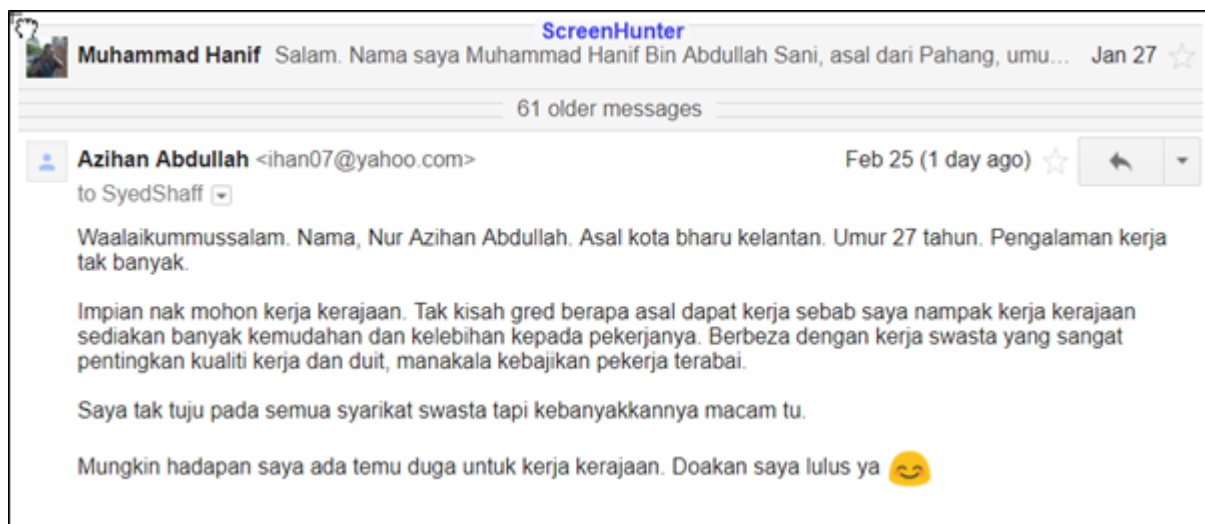 ScreenHunter
Muhammad Hanif Salam. Nama saya Muhammad Hanif Bin Abdullah Sani, asal dari Pahang, umu... Jan 27
61 older messages
Azihan Abdullah <ihan07@yahoo.com> Feb 25 (1 day ago)
to SyedShaff
Waalaikummussalam. Nama, Nur Azihan Abdullah. Asal kota bharu kelantan. Umur 27 tahun. Pengalaman kerja
tak banyak.
Impian nak mohon kerja kerajaan. Tak kisah gred berapa asal dapat kerja sebab saya nampak kerja kerajaan
sediakan banyak kemudahan dan kelebihan kepada pekerjanya. Berbeza dengan kerja swasta yang sangat
pentingkan kualiti kerja dan duit, manakala kebajikan pekerja terabai.
Saya tak tuju pada semua syarikat swasta tapi kebanyakkannya macam tu.
Mungkin hadapan saya ada temu duga untuk kerja kerajaan. Doakan saya lulus ya 😊